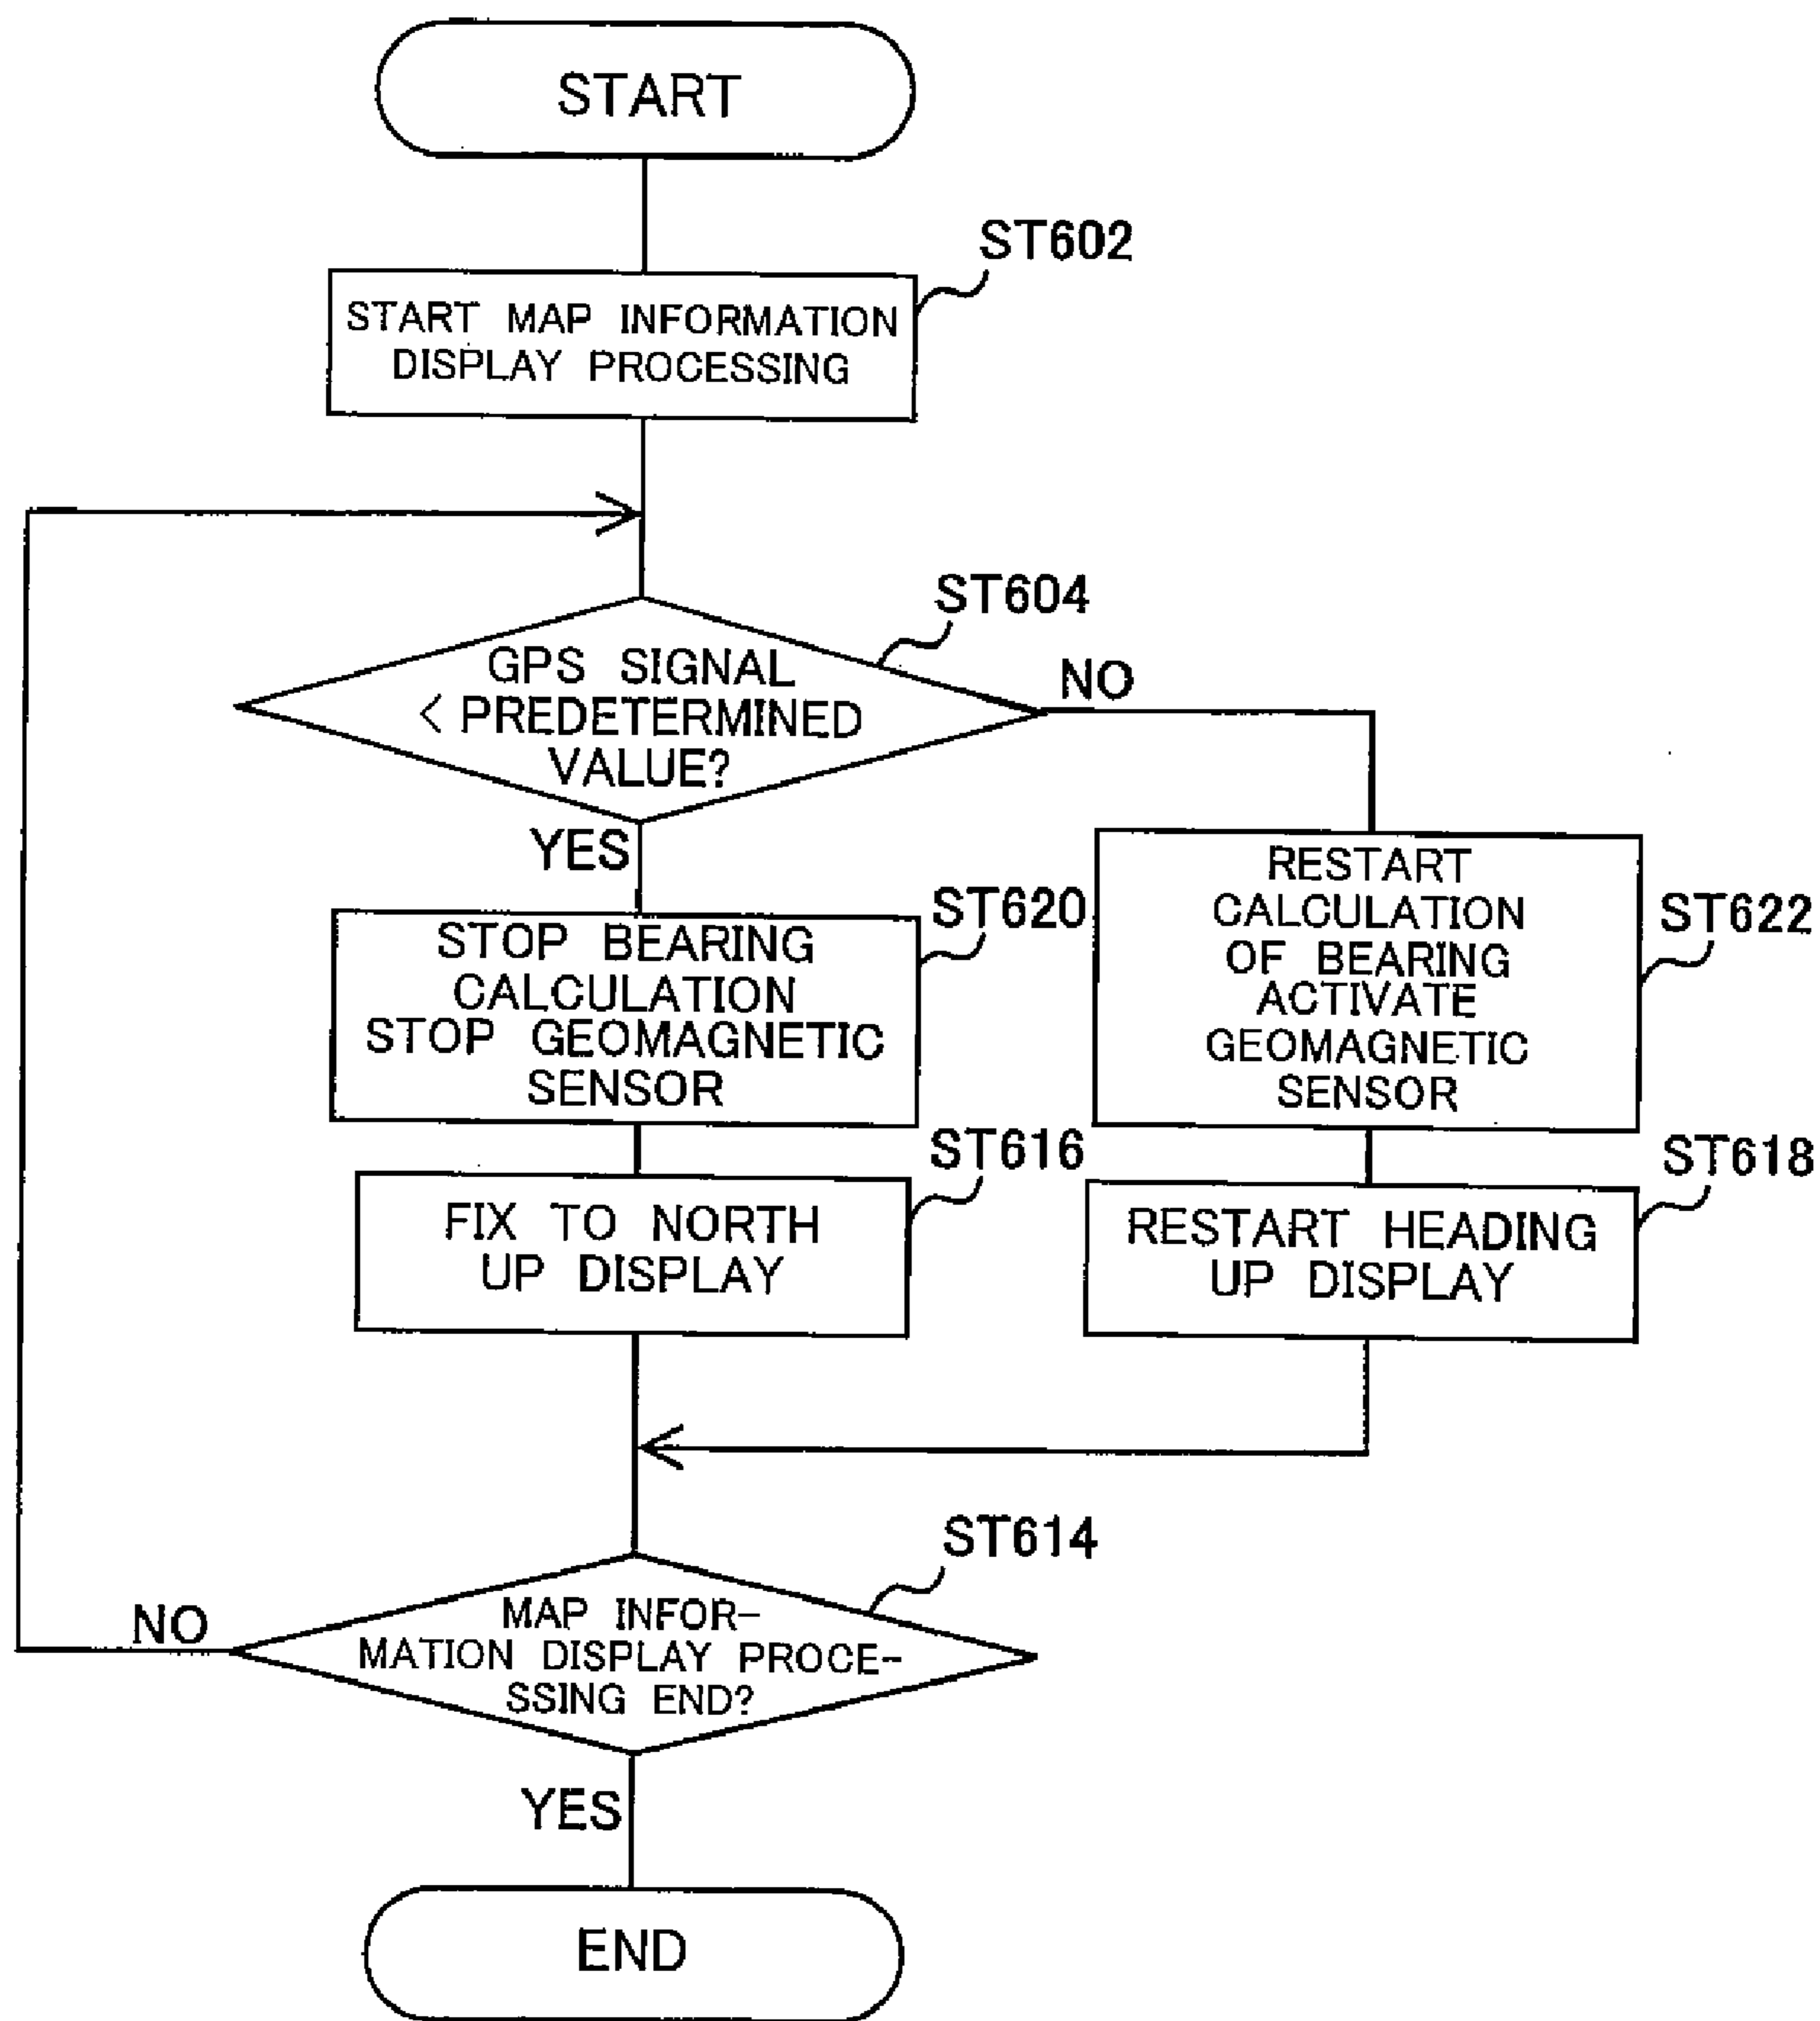 START
ST602
START MAP INFORMATION
DISPLAY PROCESSING
ST604
GPS SIGNAL
< PREDETERMINED
VALUE?
NO
YES
ST620
STOP BEARING
CALCULATION
STOP GEOMAGNETIC
SENSOR
RESTART
CALCULATION
OF BEARING
ACTIVATE
GEOMAGNETIC
SENSOR
ST622
ST616
FIX TO NORTH
UP DISPLAY
ST618
RESTART HEADING
UP DISPLAY
ST614
MAP INFOR-
MATION DISPLAY PROCE-
SSING END?
NO
YES
END